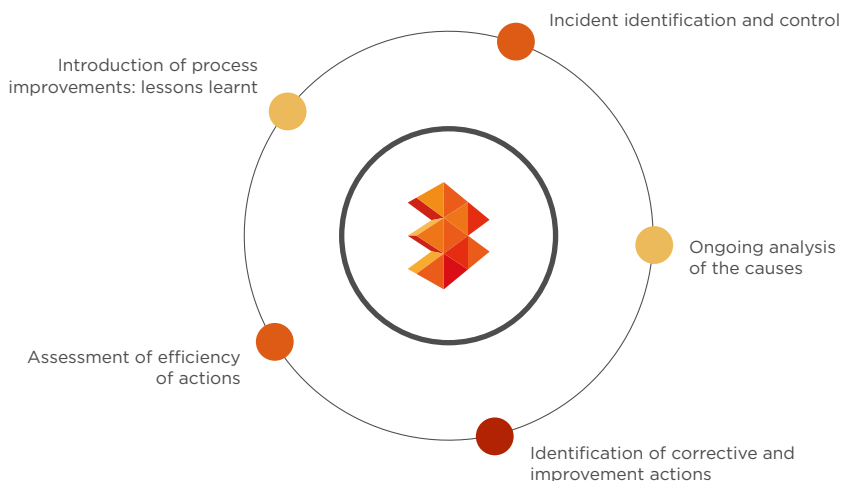 Incident identification and control
Ongoing analysis
of the causes
Identification of corrective and
improvement actions
Assessment of efficiency
of actions
Introduction of process
improvements: lessons learnt